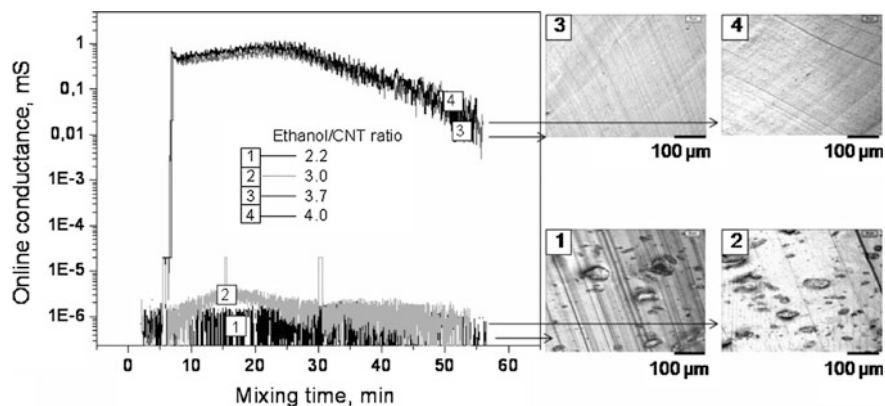 Online conductance, mS
1
0,1
0,01
1E-3
1E-4
1E-5
1E-6
0 10 20 30 40 50 60
Mixing time, min
Ethanol/CNT ratio
1 2.2
2 3.0
3 3.7
4 4.0
4
3
2
1
3
100 µm
4
100 µm
1
100 µm
2
100 µm